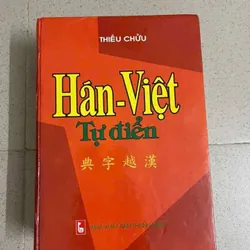 THIỀU CHỬU
Hán-Việt
Tự điển
典字越漢